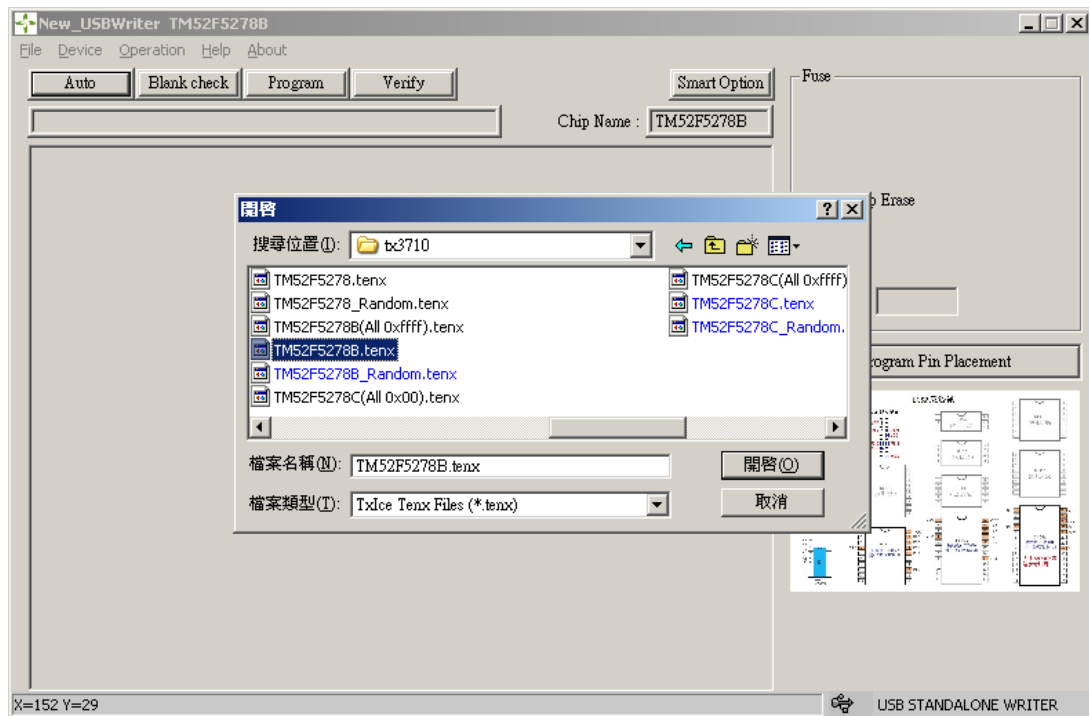 New_USBWriter TM52F5278B
File Device Operation Help About
Auto Blank check Program Verify Smart Option
Fuse
Chip Name : TM52F5278B
p Erase
開啓
搜尋位置(I): tx3710
TM52F5278.tenx
TM52F5278_Random.tenx
TM52F5278B(All 0xffff).tenx
TM52F5278B.tenx
TM52F5278B_Random.tenx
TM52F5278C(All 0x00).tenx
TM52F5278C(All 0xffff)
TM52F5278C.tenx
TM52F5278C_Random.
檔案名稱(N): TM52F5278B.tenx
開啓(O)
檔案類型(T): TxIce Tenx Files (*.tenx)
取消
rogram Pin Placement
X=152 Y=29
USB STANDALONE WRITER